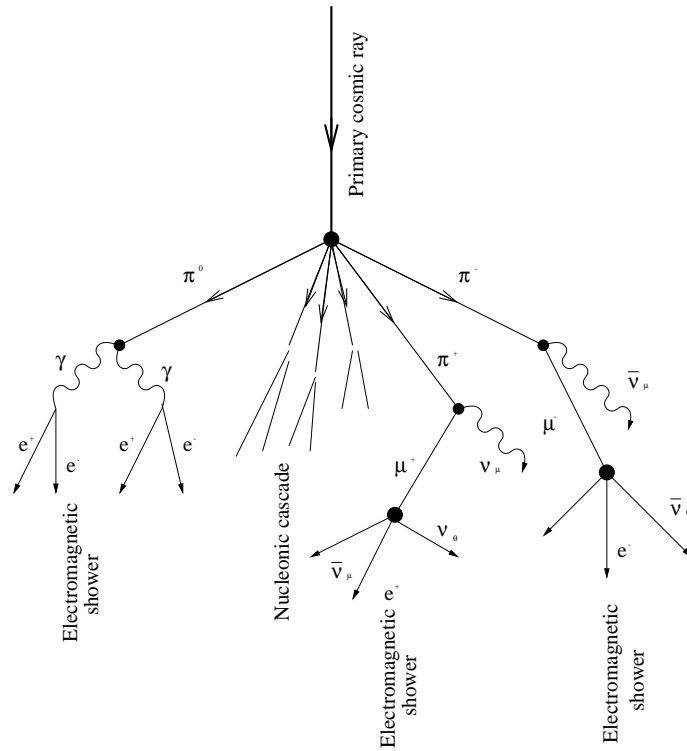 Primary cosmic ray
π⁰
π⁻
γ
γ
π⁺
ν̄μ
μ⁻
e⁺
e⁻
e⁺
e⁻
μ⁺
νμ
Nucleonic cascade
ν̄
e⁻
νe
ν̄μ
e⁺
Electromagnetic
shower
Electromagnetic
shower
Electromagnetic
shower